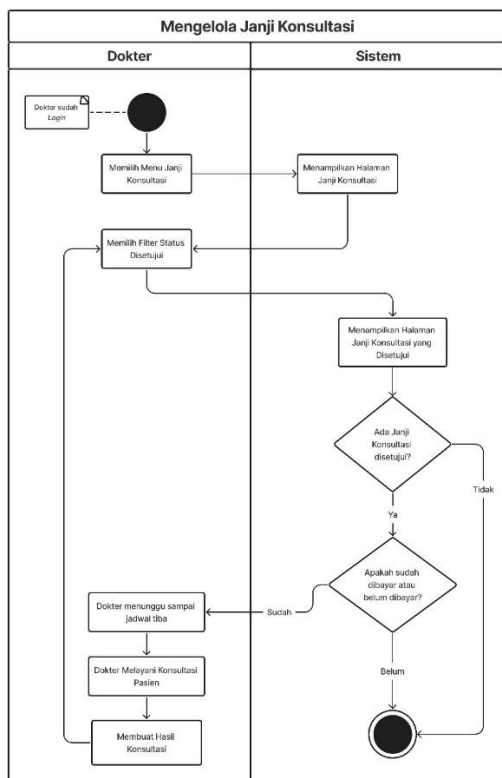 Mengelola Janji Konsultasi
Dokter
Sistem
Doktar sudah
Login
Memilih Menu Janji
Konsultasi
Menampilkan Halaman
Janji Konsultasi
Memilih Filter Status
Disetujui
Menampilkan Halaman
Janji Konsultasi yang
Disetujui
Ada Janji
Konsultasi
disetujui?
Tidak
Ya
Apakah sudah
dibayar atau
belum dibayar?
Sudah
Dokter menunggu sampai
jadwal tiba
Belum
Dokter Melayani Konsultasi
Pasien
Membuat Hasil
Konsultasi